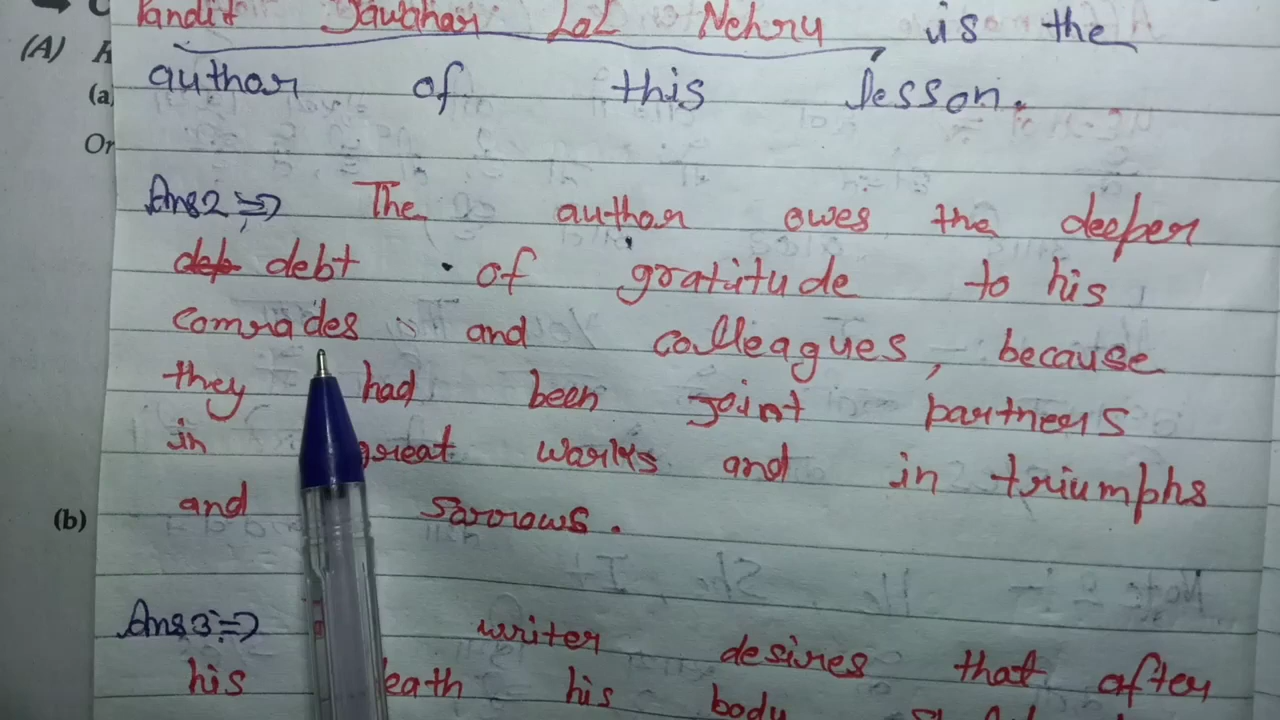 (A)
Pandit Jawahar Lal Nehru is the
(a
author of this lesson.
Or
Ans2 => The author owes the deeper
dep debt of gratitude to his
comrades and colleagues, because
they had been joint partners
in great works and in triumphs
(b)
and sorrows.
Ans3 => writer desires that after
his eath his body